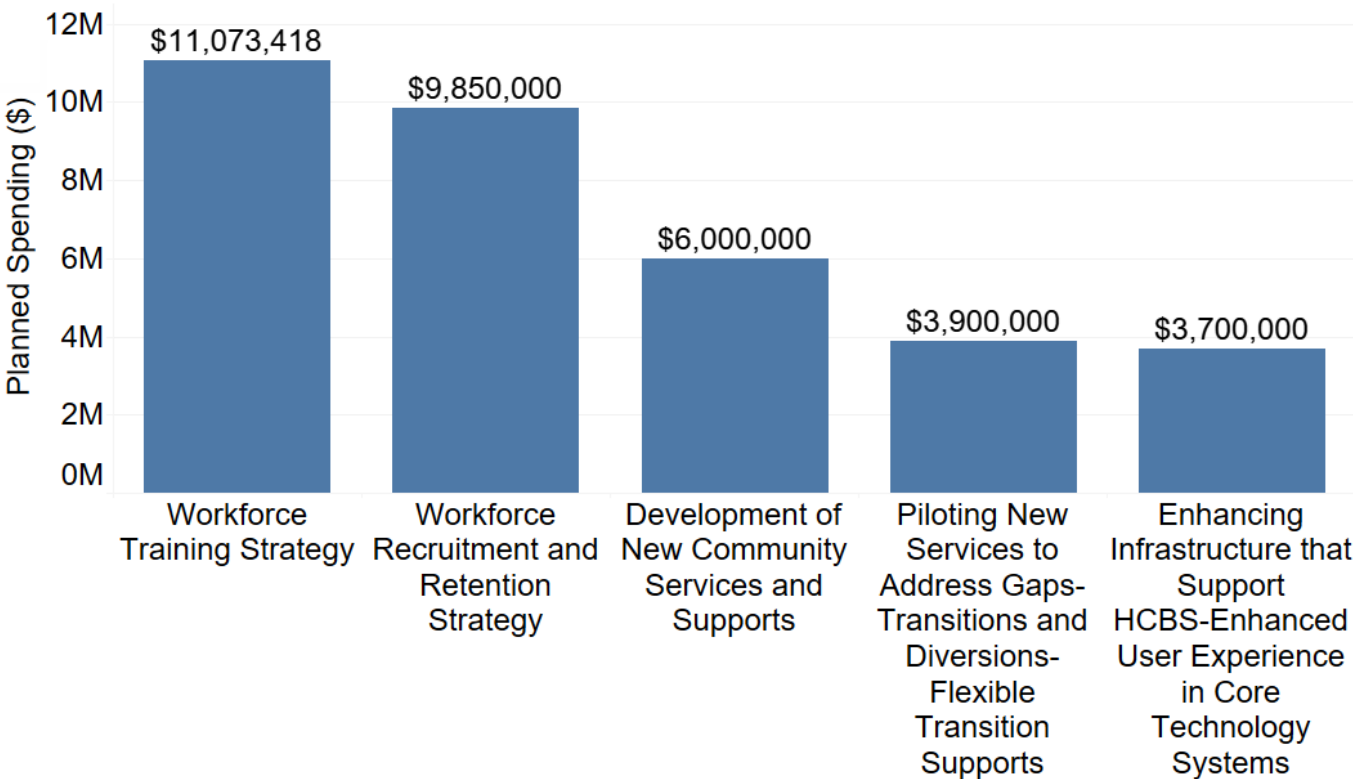 12M
10M
8M
6M
4M
2M
0M
Planned Spending ($)
$11,073,418
$9,850,000
$6,000,000
$3,900,000
$3,700,000
Workforce
Training Strategy
Workforce
Recruitment and
Retention
Strategy
Development of
New Community
Services and
Supports
Piloting New
Services to
Address Gaps-
Transitions and
Diversions-
Flexible
Transition
Supports
Enhancing
Infrastructure that
Support
HCBS-Enhanced
User Experience
in Core
Technology
Systems